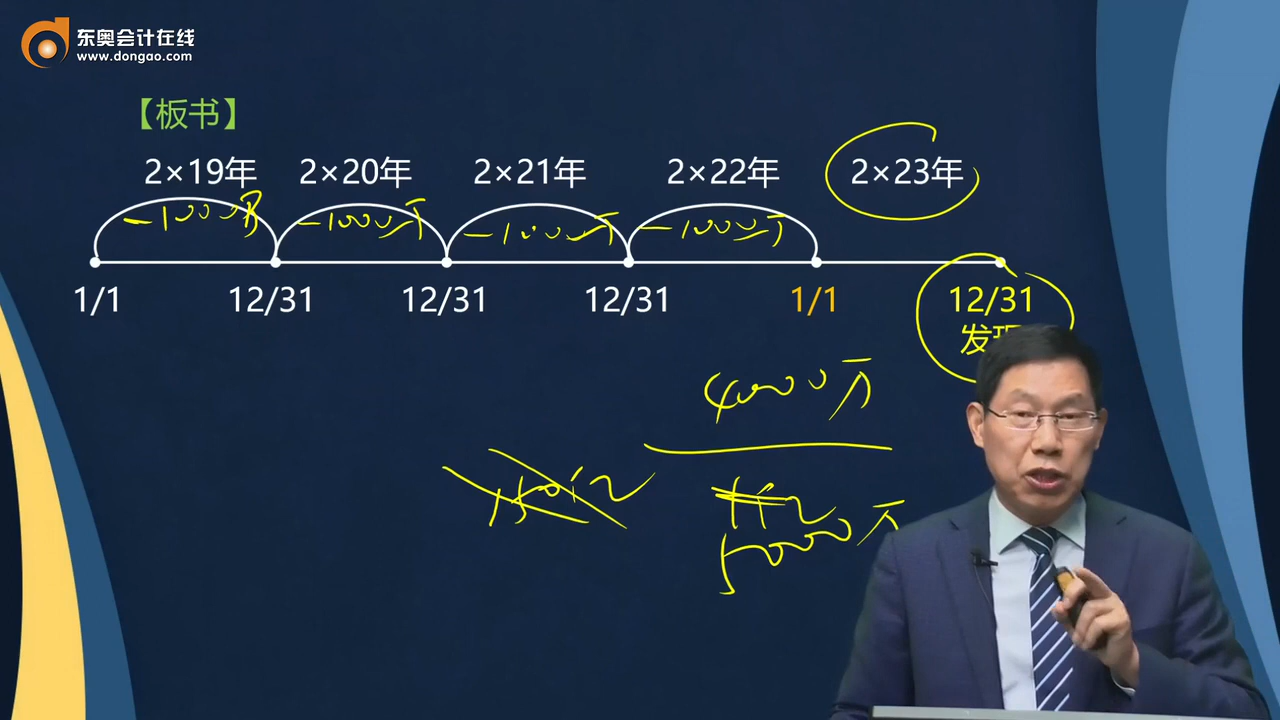 东奥会计在线
www.dongao.com
【板书】
2×19年 2×20年 2×21年 2×22年 2×23年
-1000万 -1000万 -1000万 -1000万
1/1 12/31 12/31 12/31 1/1 12/31
发现
4000万
5000万